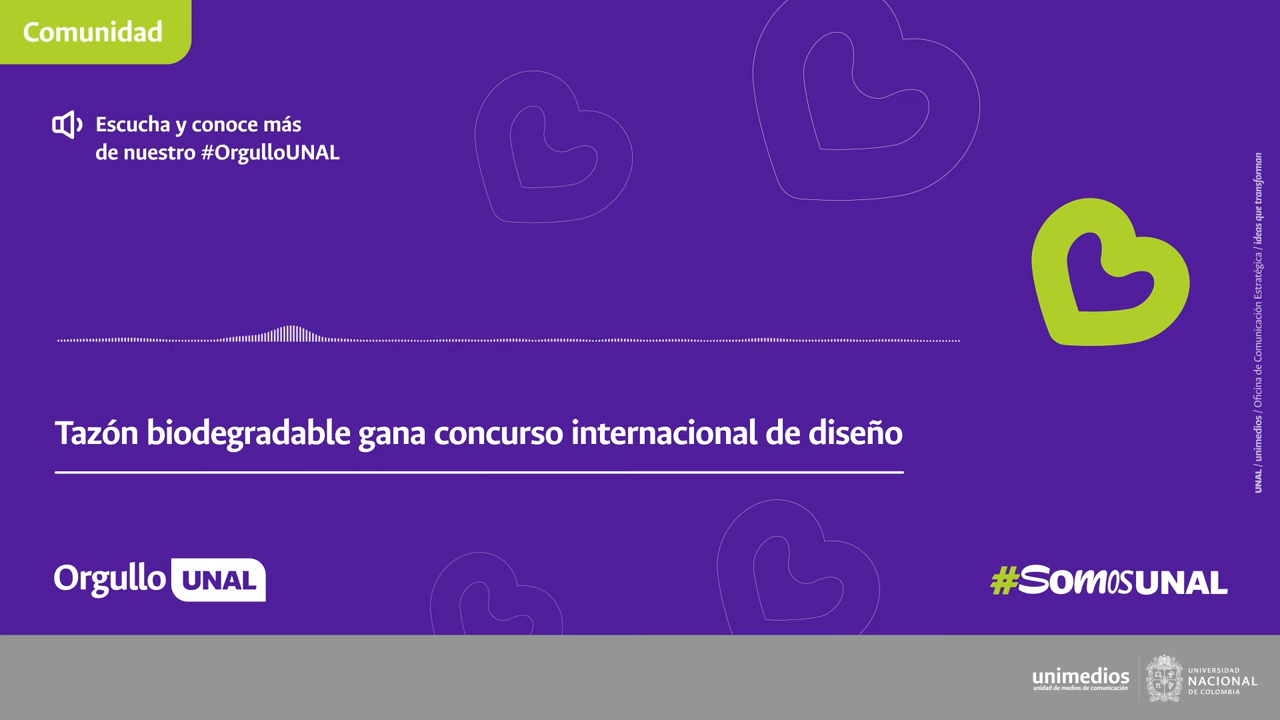 Comunidad
Escucha y conoce más
de nuestro #OrgulloUNAL
UNAL / unimedios / Oficina de Comunicación Estratégica / ideas que transforman
Tazón biodegradable gana concurso internacional de diseño
Orgullo UNAL
#SomosUNAL
unimedios
unidad de medios de comunicación
UNIVERSIDAD
NACIONAL
DE COLOMBIA